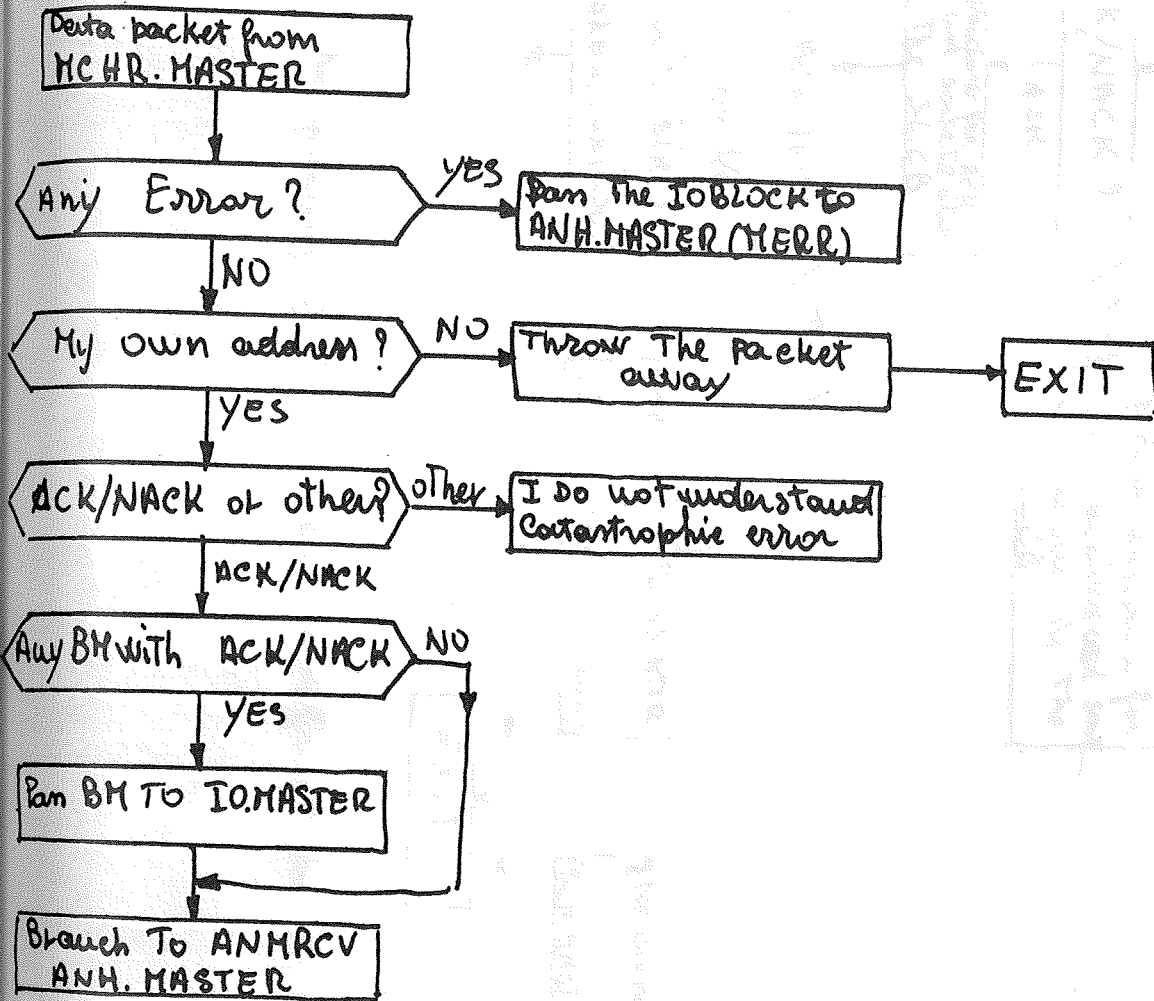 Data packet from
MCHR.MASTER
Any Error?
YES
Pass The IOBLOCK to
ANH.MASTER (MERR)
NO
My own address?
NO
Throw The packet
away
EXIT
YES
ACK/NACK or other?
other
I Do not understand
Catastrophic error
ACK/NACK
Any BM with ACK/NACK
NO
YES
Pass BM TO IO.MASTER
Branch To ANMRCV
ANH.MASTER